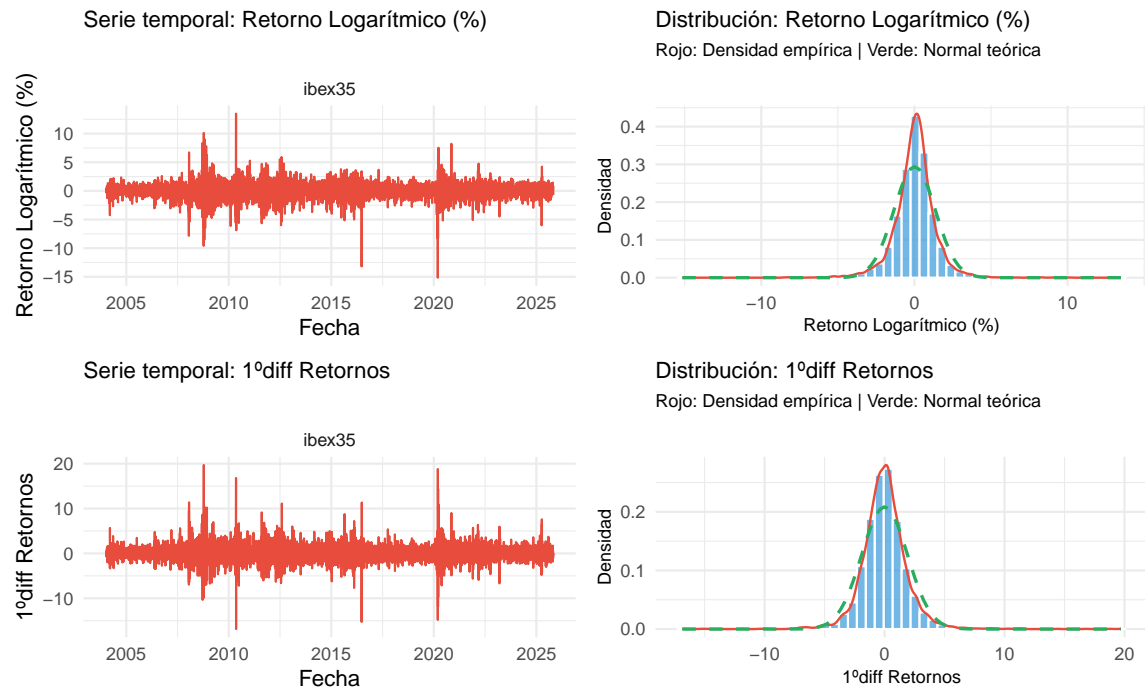 Serie temporal: Retorno Logarítmico (%)
ibex35
Retorno Logarítmico (%)
10
5
0
−5
−10
−15
2005 2010 2015 2020 2025
Fecha
Distribución: Retorno Logarítmico (%)
Rojo: Densidad empírica | Verde: Normal teórica
Densidad
0.4
0.3
0.2
0.1
0.0
−10 0 10
Retorno Logarítmico (%)
Serie temporal: 1ºdiff Retornos
ibex35
1ºdiff Retornos
20
10
0
−10
2005 2010 2015 2020 2025
Fecha
Distribución: 1ºdiff Retornos
Rojo: Densidad empírica | Verde: Normal teórica
Densidad
0.2
0.1
0.0
−10 0 10 20
1ºdiff Retornos